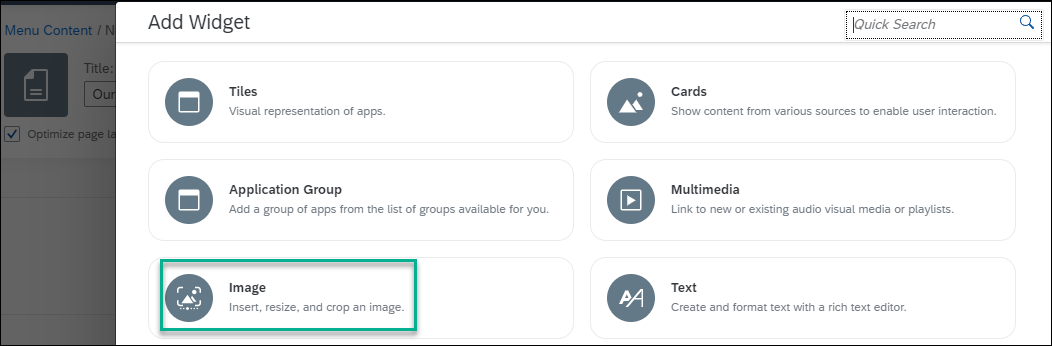 Add Widget
Quick Search
Menu Content / N
Title:
Our
Optimize page la
Tiles
Visual representation of apps.
Cards
Show content from various sources to enable user interaction.
Application Group
Add a group of apps from the list of groups available for you.
Multimedia
Link to new or existing audio visual media or playlists.
Image
Insert, resize, and crop an image.
Text
Create and format text with a rich text editor.